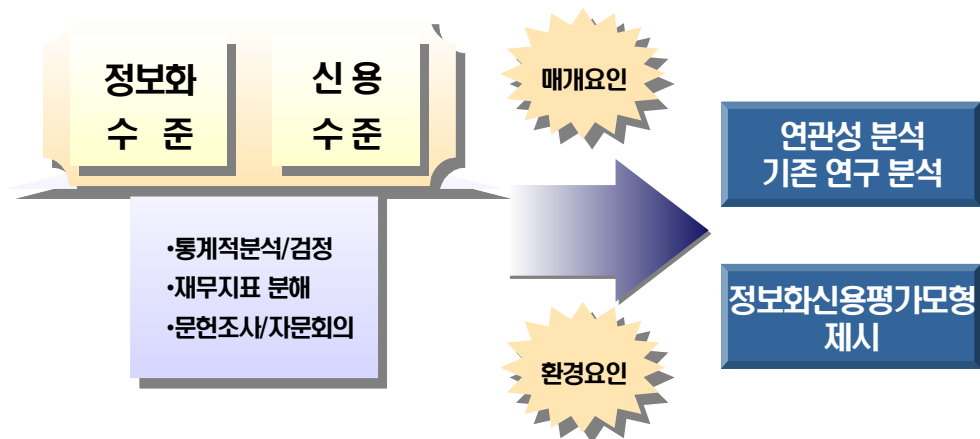 정보화
수 준
신 용
수 준
•통계적분석/검정
•재무지표 분해
•문헌조사/자문회의
매개요인
환경요인
연관성 분석
기존 연구 분석
정보화신용평가모형
제시